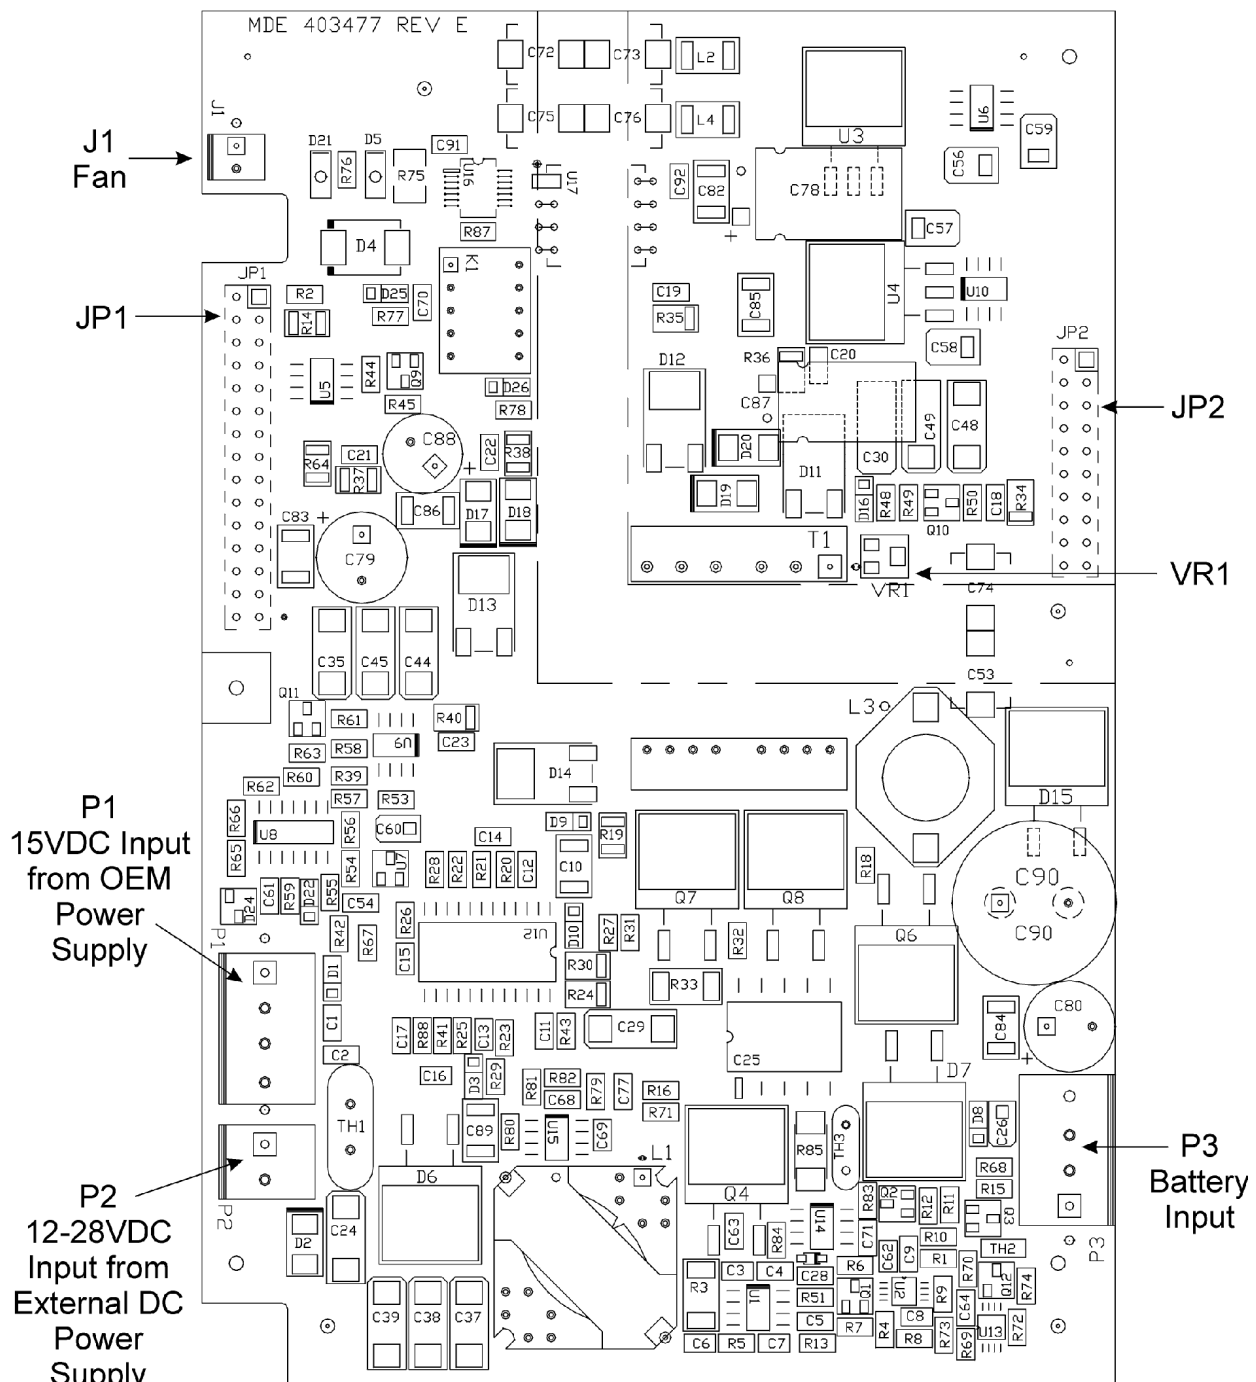 MDE 403477 REV E
C72 C73 L2
C75 C76 L4
J1
J1
Fan
D21 R76 D5 R75 C91 U16 U17 R87
C92 C82 U3 C78 U6 C59 C56 C57
D4 K1 U4 U10 C58
JP1
JP1
R2 R14 D25 R77 C70 C19 R35 C85
U5 R44 Q9 R45 D26 R78
D12 R36 C20 C87
JP2
JP2
C88 C22 R38 R64 C21 R37 C86 D17 D18
D20 D19 D11 C30 C49 C48
D16 R48 R49 Q10 R50 C18 R34
C83 C79 D13 T1
VR1
VR1
C74
C53
C35 C45 C44
Q11 R61 R40 C23 U9 R63 R58 L3
R62 R60 R39 R57 R53 D14 D15
P1
15VDC Input
from OEM
Power
Supply
R66 U8 R56 C60 C14 D9 R19 C10
R65 R54 U7 R28 R22 R21 R20 C12 Q7 Q8 R18
C90
C90
D24 C61 R59 D22 R55 C54 R26 R42 R67 C15 U12 D10 R27 R31 R32 Q6
P1
D1 R30 R24 R33
C1 C2 C17 R88 R41 R25 C13 R23 C11 R43 C29 C25 C84 C80
C16 D3 R29 R81 R82 C68 R79 C77 R16 R71 D7
TH1 C89 R80 U15 C69 L1 Q4 R85 TH3 D8 C26
P3
Battery
Input
P2
12-28VDC
Input from
External DC
Power
Supply
P2
D6 D2 C24
R68 R15 R83 Q2 R12 R11 Q3
C63 R84 U14 C71 C62 C9 R10 R1 TH2
P3
R3 C3 C4 C28 R6 R51 U1 Q1 U2 R9 R70 Q12 R74
C39 C38 C37 C6 R5 C7 C5 R13 R7 R4 C8 R8 R73 C64 R69 U13 R72